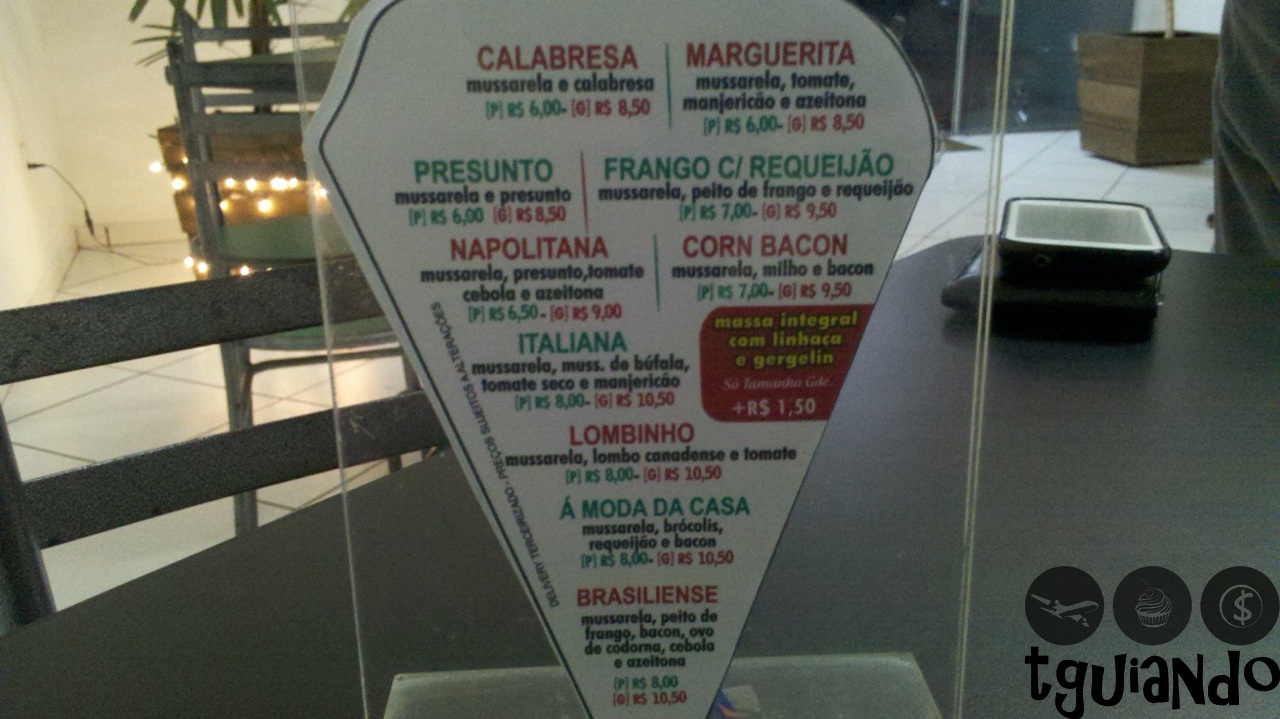 CALABRESA
mussarela e calabresa
[P] R$ 6,00- [G] R$ 8,50
MARGUERITA
mussarela, tomate,
manjericão e azeitona
[P] R$ 6,00- [G] R$ 8,50
PRESUNTO
mussarela e presunto
[P] R$ 6,00 [G] R$ 8,50
FRANGO C/ REQUEIJÃO
mussarela, peito de frango e requeijão
[P] R$ 7,00- [G] R$ 9,50
NAPOLITANA
mussarela, presunto,tomate
cebola e azeitona
[P] R$ 6,50 - [G] R$ 9,00
CORN BACON
mussarela, milho e bacon
[P] R$ 7,00- [G] R$ 9,50
ITALIANA
mussarela, muss. de búfala,
tomate seco e manjericão
[P] R$ 8,00- [G] R$ 10,50
massa integral
com linhaca
e gergelin
Só Tamanho Gde.
+R$ 1,50
LOMBINHO
mussarela, lombo canadense e tomate
[P] R$ 8,00- [G] R$ 10,50
Á MODA DA CASA
mussarela, brócolis,
requeijão e bacon
[P] R$ 8,00- [G] R$ 10,50
BRASILIENSE
mussarela, peito de
frango, bacon, ovo
de codorna, cebola
e azeitona
[P] R$ 8,00
[G] R$ 10,50
DELIVERY TERCEIRIZADO - PREÇOS SUJEITOS A ALTERAÇÕES
$
tguiando